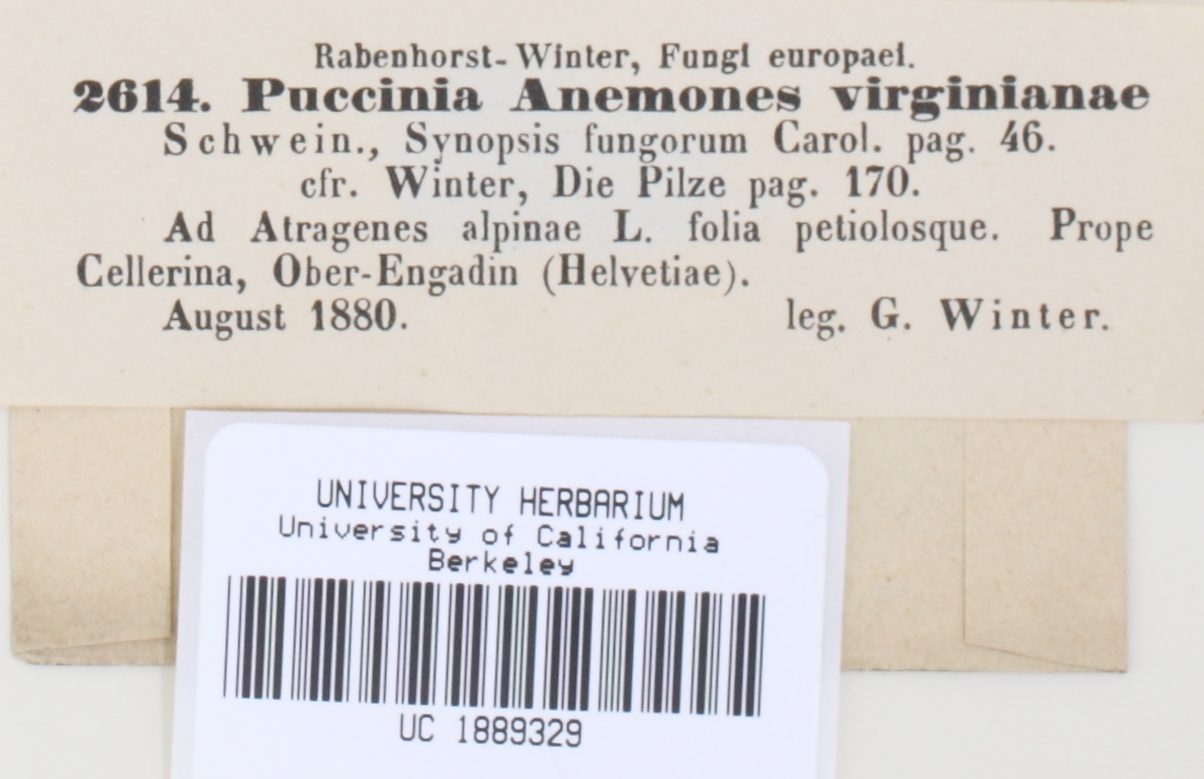 Rabenhorst-Winter, Fungi europaei.
2614. Puccinia Anemones virginianae
Schwein., Synopsis fungorum Carol. pag. 46.
cfr. Winter, Die Pilze pag. 170.
Ad Atragenes alpinae L. folia petiolosque. Prope
Cellerina, Ober-Engadin (Helvetiae).
August 1880. leg. G. Winter.
UNIVERSITY HERBARIUM
University of California
Berkeley
UC 1889329